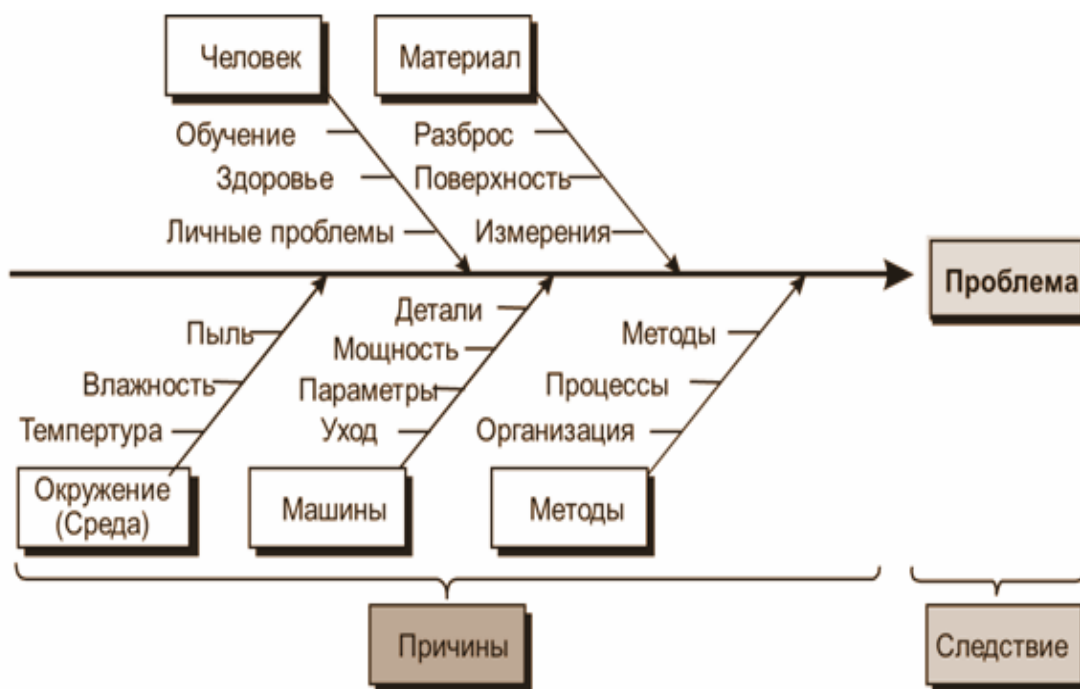 Человек
Материал
Обучение
Разброс
Здоровье
Поверхность
Личные проблемы
Измерения
Проблема
Детали
Пыль
Мощность
Методы
Влажность
Параметры
Процессы
Темпертура
Уход
Организация
Окружение
(Среда)
Машины
Методы
Причины
Следствие